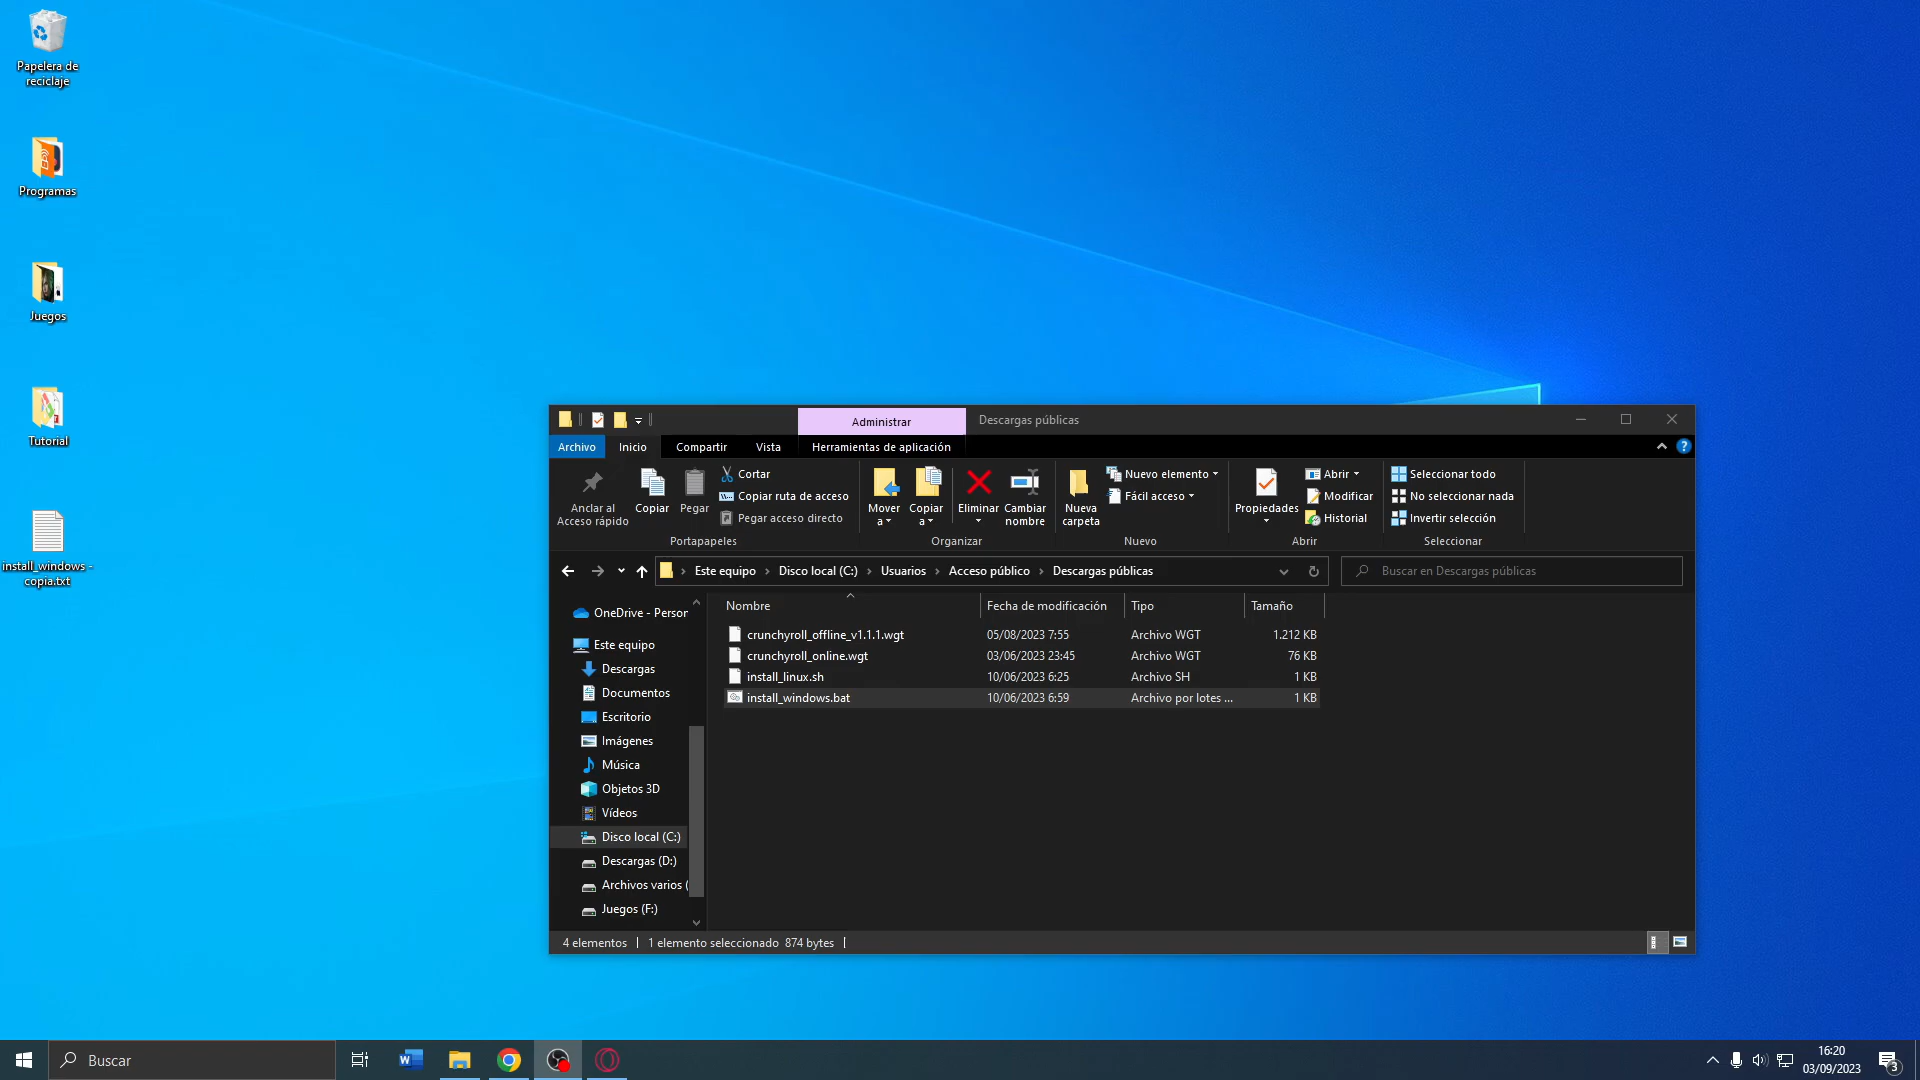 Papelera de
reciclaje
Programas
Juegos
Tutorial
install_windows -
copia.txt
Administrar
Descargas públicas
Archivo
Inicio
Compartir
Vista
Herramientas de aplicación
Anclar al
Acceso rápido
Copiar
Pegar
Cortar
Copiar ruta de acceso
Pegar acceso directo
Portapapeles
Mover
a
Copiar
a
Eliminar
Cambiar
nombre
Organizar
Nueva
carpeta
Nuevo elemento
Fácil acceso
Nuevo
Propiedades
Abrir
Modificar
Historial
Abrir
Seleccionar todo
No seleccionar nada
Invertir selección
Seleccionar
Este equipo
Disco local (C:)
Usuarios
Acceso público
Descargas públicas
Buscar en Descargas públicas
OneDrive - Person
Este equipo
Descargas
Documentos
Escritorio
Imágenes
Música
Objetos 3D
Vídeos
Disco local (C:)
Descargas (D:)
Archivos varios (
Juegos (F:)
Nombre Fecha de modificación Tipo Tamaño
crunchyroll_offline_v1.1.1.wgt 05/08/2023 7:55 Archivo WGT 1.212 KB
crunchyroll_online.wgt 03/06/2023 23:45 Archivo WGT 76 KB
install_linux.sh 10/06/2023 6:25 Archivo SH 1 KB
install_windows.bat 10/06/2023 6:59 Archivo por lotes ... 1 KB
4 elementos 1 elemento seleccionado 874 bytes
Buscar
W
16:20
03/09/2023
3